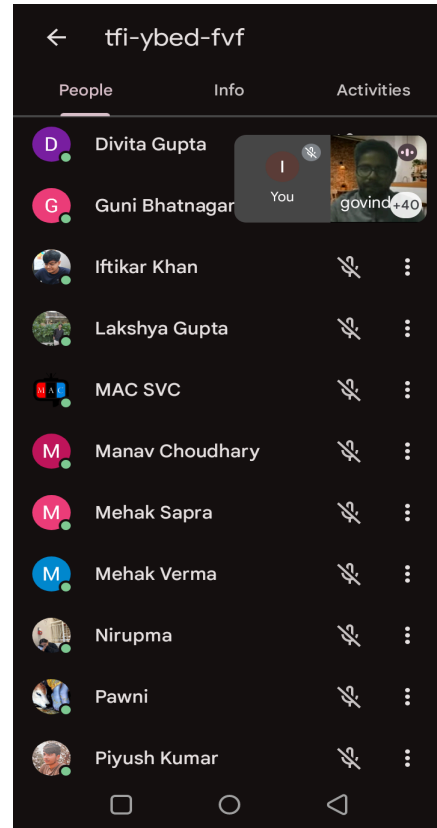 tfi-ybed-fvf
People Info Activities
D Divita Gupta
I
You
govind +40
G Guni Bhatnagar
Iftikar Khan
Lakshya Gupta
MAC MAC SVC
M Manav Choudhary
M Mehak Sapra
M Mehak Verma
Nirupma
Pawni
Piyush Kumar